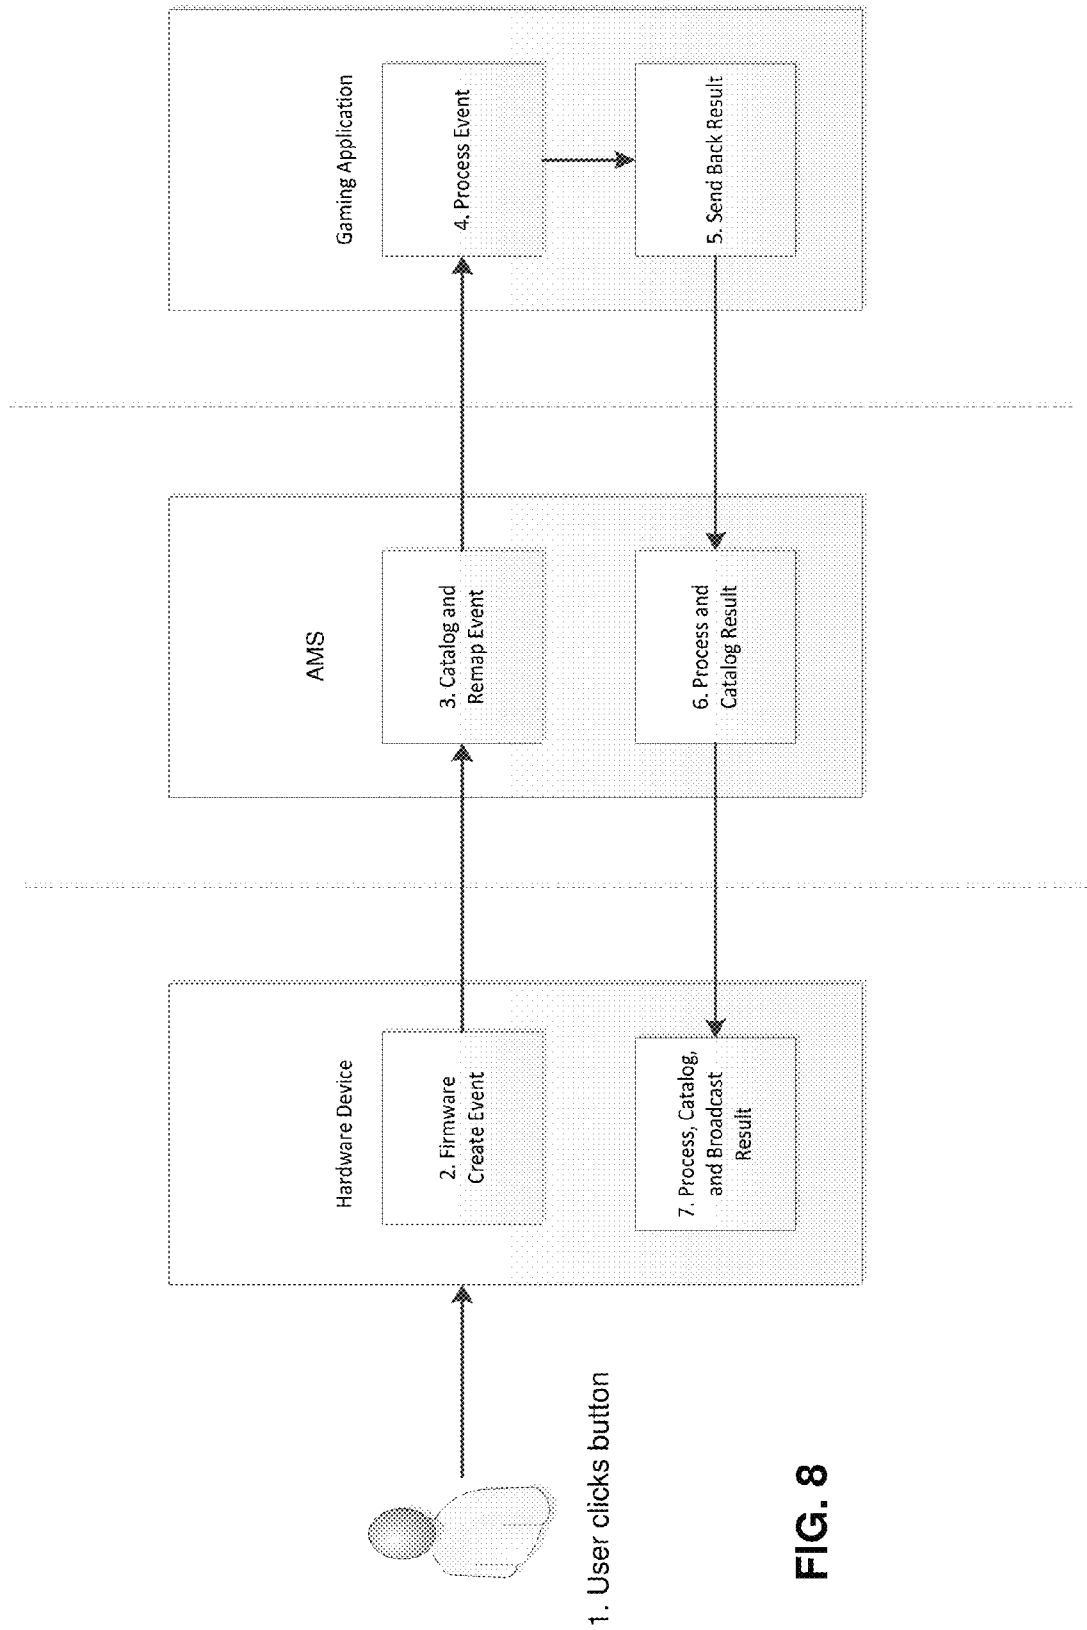 1. User clicks button
Hardware Device
2. Firmware
Create Event
7. Process, Catalog,
and Broadcast
Result
AMS
3. Catalog and
Remap Event
6. Process and
Catalog Result
Gaming Application
4. Process Event
5. Send Back Result
FIG. 8